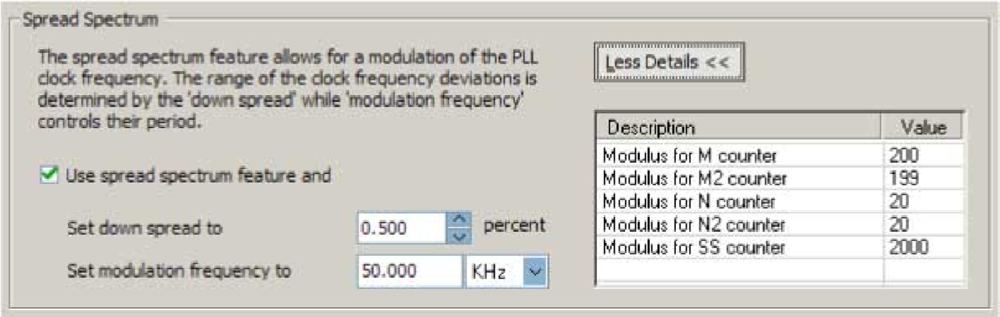 Spread Spectrum
The spread spectrum feature allows for a modulation of the PLL
clock frequency. The range of the clock frequency deviations is
determined by the 'down spread' while 'modulation frequency'
controls their period.
Use spread spectrum feature and
Set down spread to 0.500 percent
Set modulation frequency to 50.000 KHz
Less Details <<
Description Value
Modulus for M counter 200
Modulus for M2 counter 199
Modulus for N counter 20
Modulus for N2 counter 20
Modulus for SS counter 2000